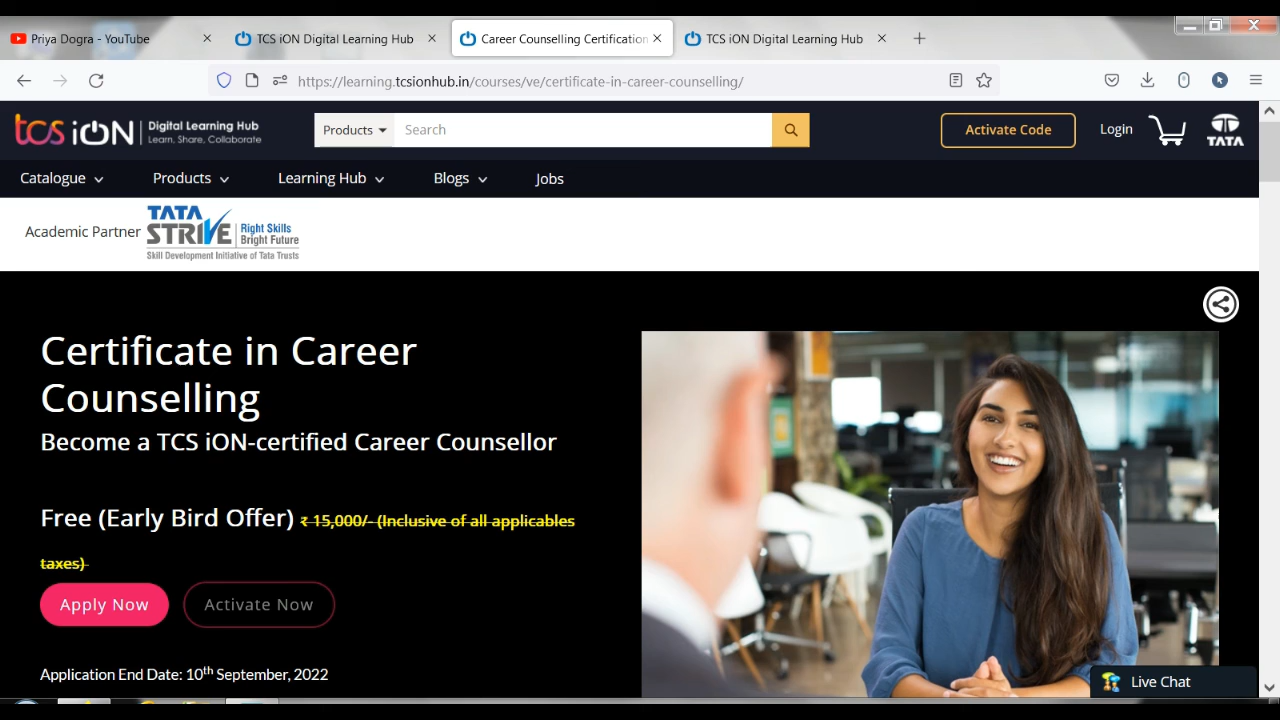 Priya Dogra - YouTube
TCS iON Digital Learning Hub
Career Counselling Certification
TCS iON Digital Learning Hub
https://learning.tcsionhub.in/courses/ve/certificate-in-career-counselling/
tcs iON
Digital Learning Hub
Learn. Share. Collaborate
Products
Search
Activate Code
Login
TATA
Catalogue
Products
Learning Hub
Blogs
Jobs
Academic Partner
TATA
STRIVE
Right Skills
Bright Future
Skill Development Initiative of Tata Trusts
Certificate in Career
Counselling
Become a TCS iON-certified Career Counsellor
Free (Early Bird Offer) ₹ 15,000/- (Inclusive of all applicables
taxes)
Apply Now
Activate Now
Application End Date: 10th September, 2022
Live Chat